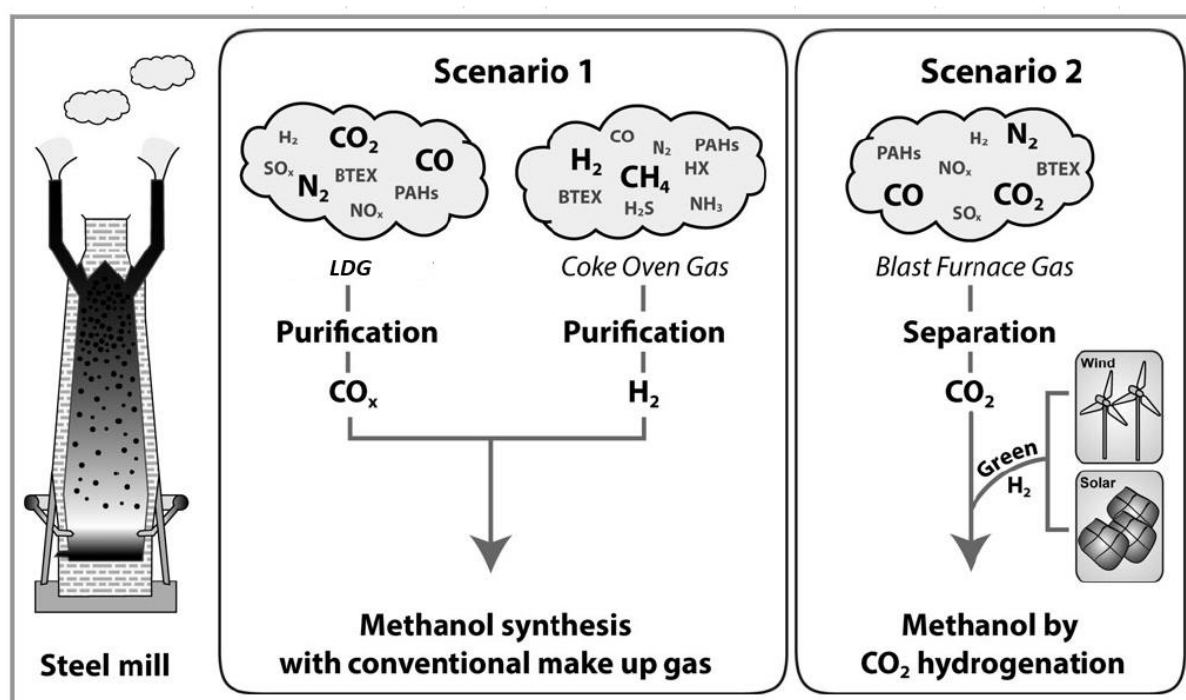 Scenario 1
H₂
CO₂
CO
SOₓ
N₂
BTEX
PAHs
NOₓ
CO
N₂
PAHs
H₂
CH₄
HX
BTEX
H₂S
NH₃
LDG
Coke Oven Gas
Purification
Purification
COₓ
H₂
Methanol synthesis
with conventional make up gas
Scenario 2
H₂
N₂
PAHs
NOₓ
BTEX
CO
CO₂
SOₓ
Blast Furnace Gas
Separation
CO₂
Wind
Green
H₂
Solar
Methanol by
CO₂ hydrogenation
Steel mill